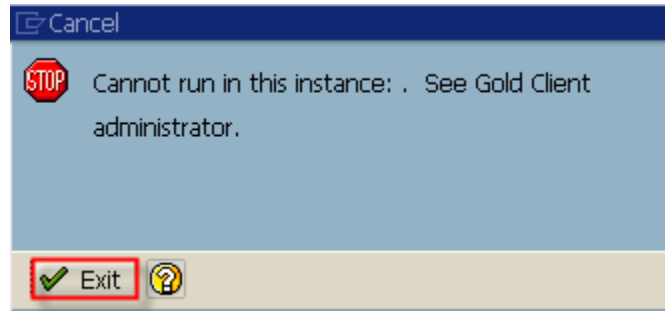 Cancel
STOP
Cannot run in this instance: .  See Gold Client
administrator.
Exit